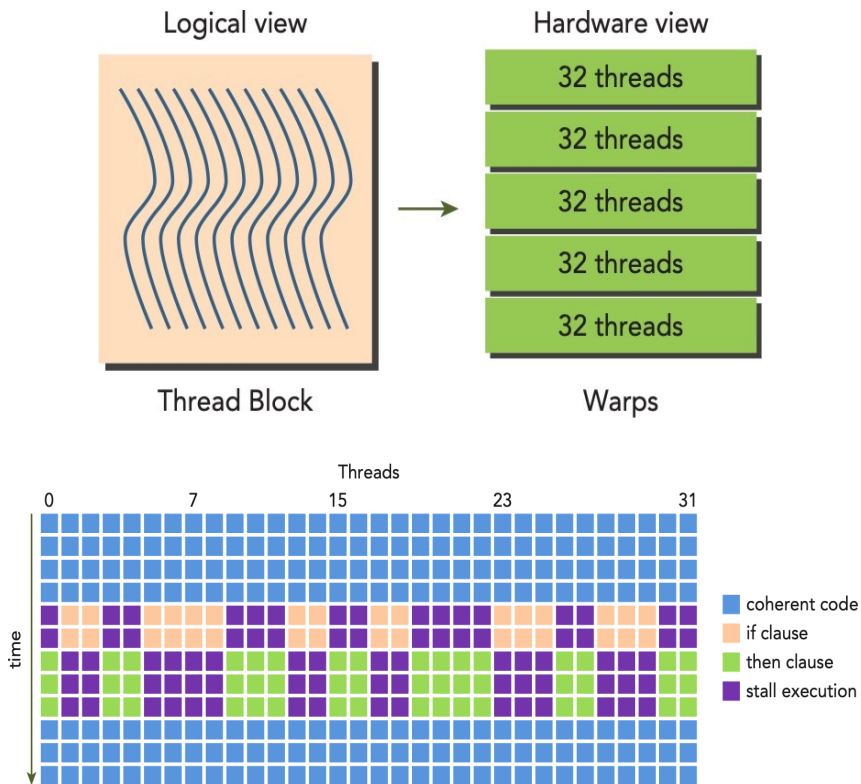 Logical view
Hardware view
32 threads
32 threads
32 threads
32 threads
32 threads
Thread Block
Warps
Threads
0 7 15 23 31
time
coherent code
if clause
then clause
stall execution